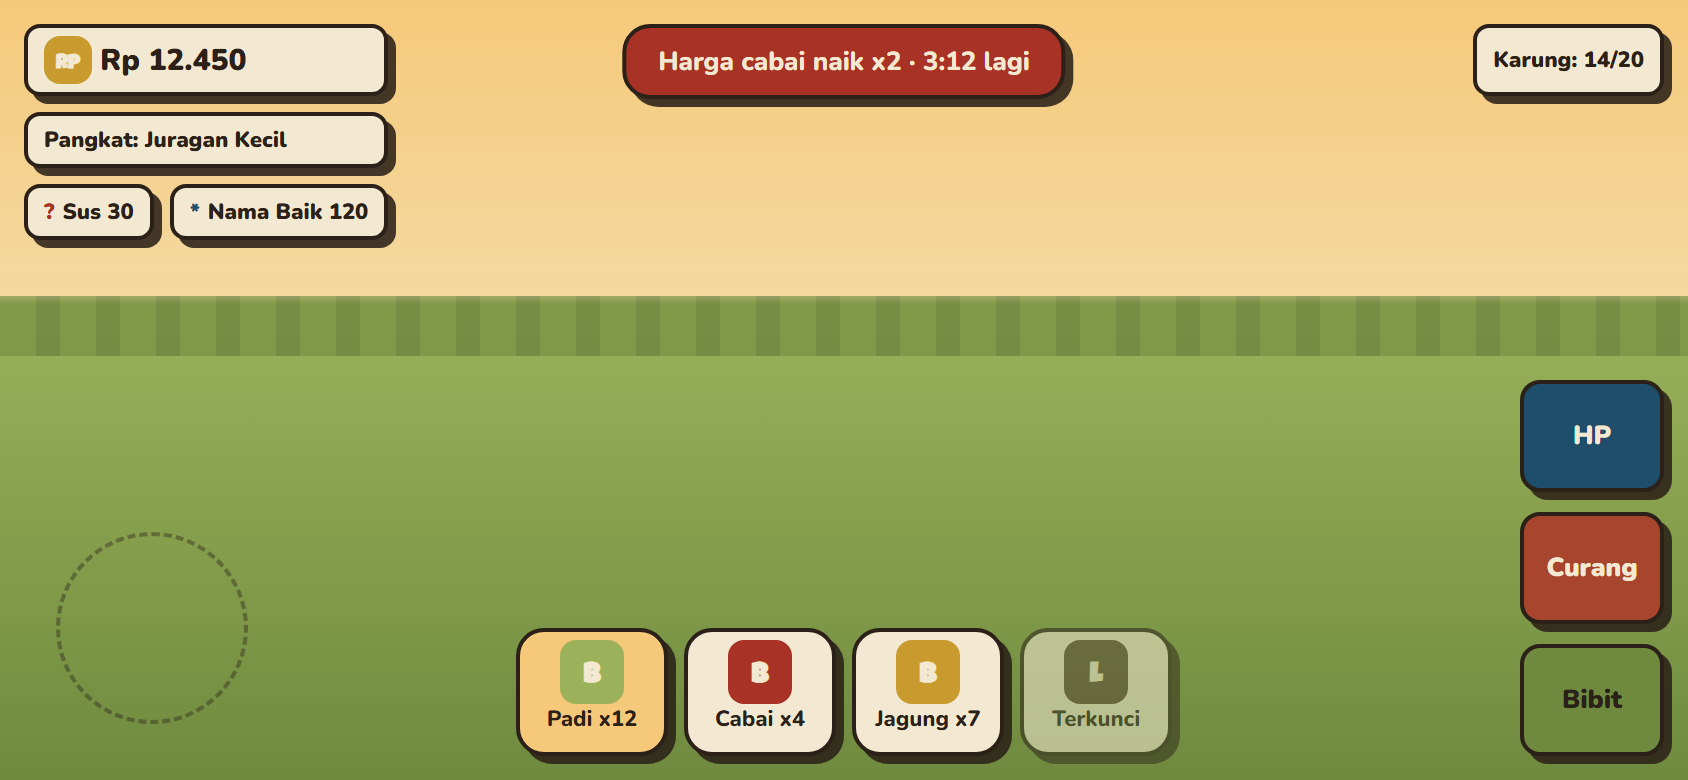 RP Rp 12.450
Harga cabai naik x2 · 3:12 lagi
Karung: 14/20
Pangkat: Juragan Kecil
? Sus 30
* Nama Baik 120
HP
Curang
Bibit
B
Padi x12
B
Cabai x4
B
Jagung x7
L
Terkunci